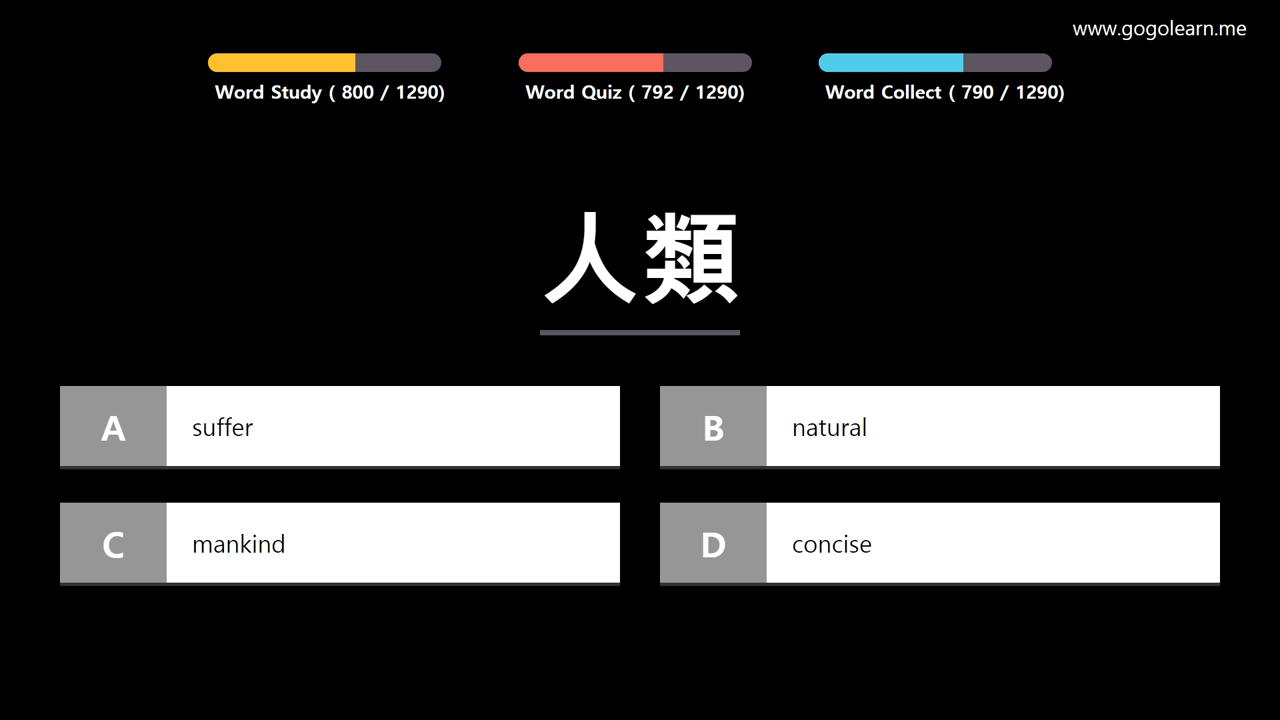 www.gogolearn.me
Word Study ( 800 / 1290)
Word Quiz ( 792 / 1290)
Word Collect ( 790 / 1290)
人類
A suffer
B natural
C mankind
D concise